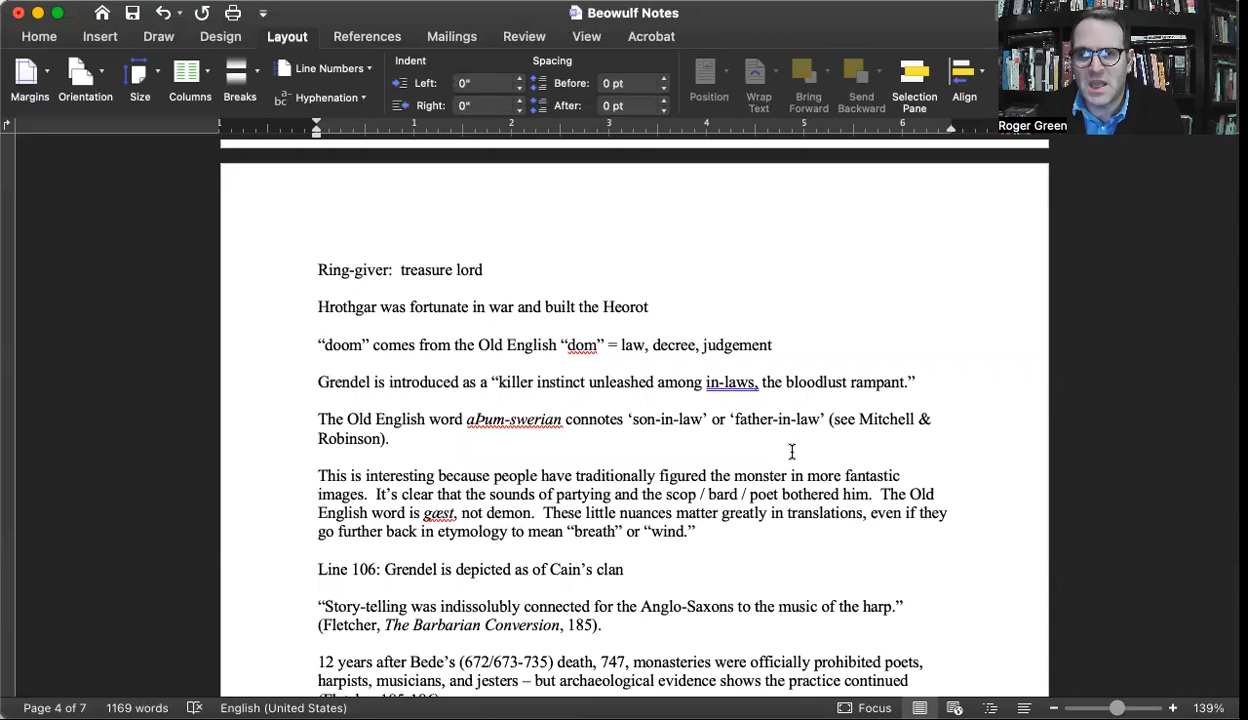 Beowulf Notes
Home Insert Draw Design Layout References Mailings Review View Acrobat
Margins Orientation Size Columns Breaks Line Numbers Hyphenation
Indent Left: 0" Right: 0"
Spacing Before: 0 pt After: 0 pt
Position Wrap Text Bring Forward Send Backward Selection Pane Align
Roger Green
1 1 2 3 4 5 6
Ring-giver: treasure lord
Hrothgar was fortunate in war and built the Heorot
“doom” comes from the Old English “dom” = law, decree, judgement
Grendel is introduced as a “killer instinct unleashed among in-laws, the bloodlust rampant.”
The Old English word aÞum-swerian connotes ‘son-in-law’ or ‘father-in-law’ (see Mitchell &
Robinson).
This is interesting because people have traditionally figured the monster in more fantastic
images. It’s clear that the sounds of partying and the scop / bard / poet bothered him. The Old
English word is gæst, not demon. These little nuances matter greatly in translations, even if they
go further back in etymology to mean “breath” or “wind.”
Line 106: Grendel is depicted as of Cain’s clan
“Story-telling was indissolubly connected for the Anglo-Saxons to the music of the harp.”
(Fletcher, The Barbarian Conversion, 185).
12 years after Bede’s (672/673-735) death, 747, monasteries were officially prohibited poets,
harpists, musicians, and jesters – but archaeological evidence shows the practice continued
Page 4 of 7 1169 words English (United States) Focus 139%